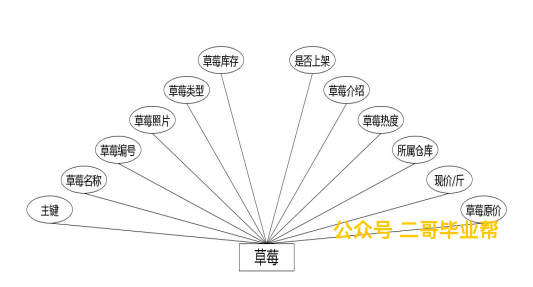 草莓库存
是否上架
草莓类型
草莓介绍
草莓照片
草莓热度
草莓编号
所属仓库
草莓名称
现价/斤
主键
草莓原价
公众号 二哥毕业帮
草莓